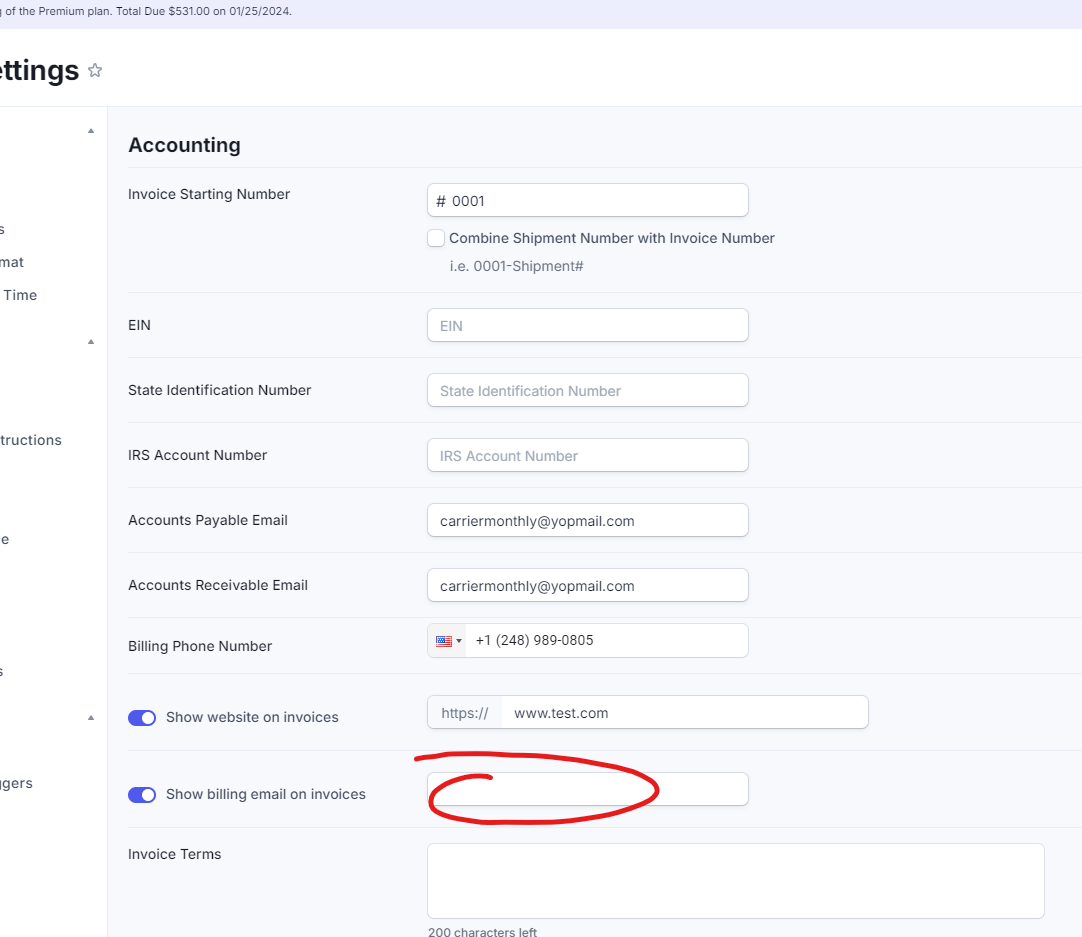 of the Premium plan. Total Due $531.00 on 01/25/2024.
ettings
Accounting
Invoice Starting Number
# 0001
Combine Shipment Number with Invoice Number
i.e. 0001-Shipment#
s
mat
Time
EIN
EIN
State Identification Number
State Identification Number
tructions
IRS Account Number
IRS Account Number
Accounts Payable Email
carriermonthly@yopmail.com
e
Accounts Receivable Email
carriermonthly@yopmail.com
Billing Phone Number
+1 (248) 989-0805
s
Show website on invoices
https://
www.test.com
ggers
Show billing email on invoices
Invoice Terms
200 characters left